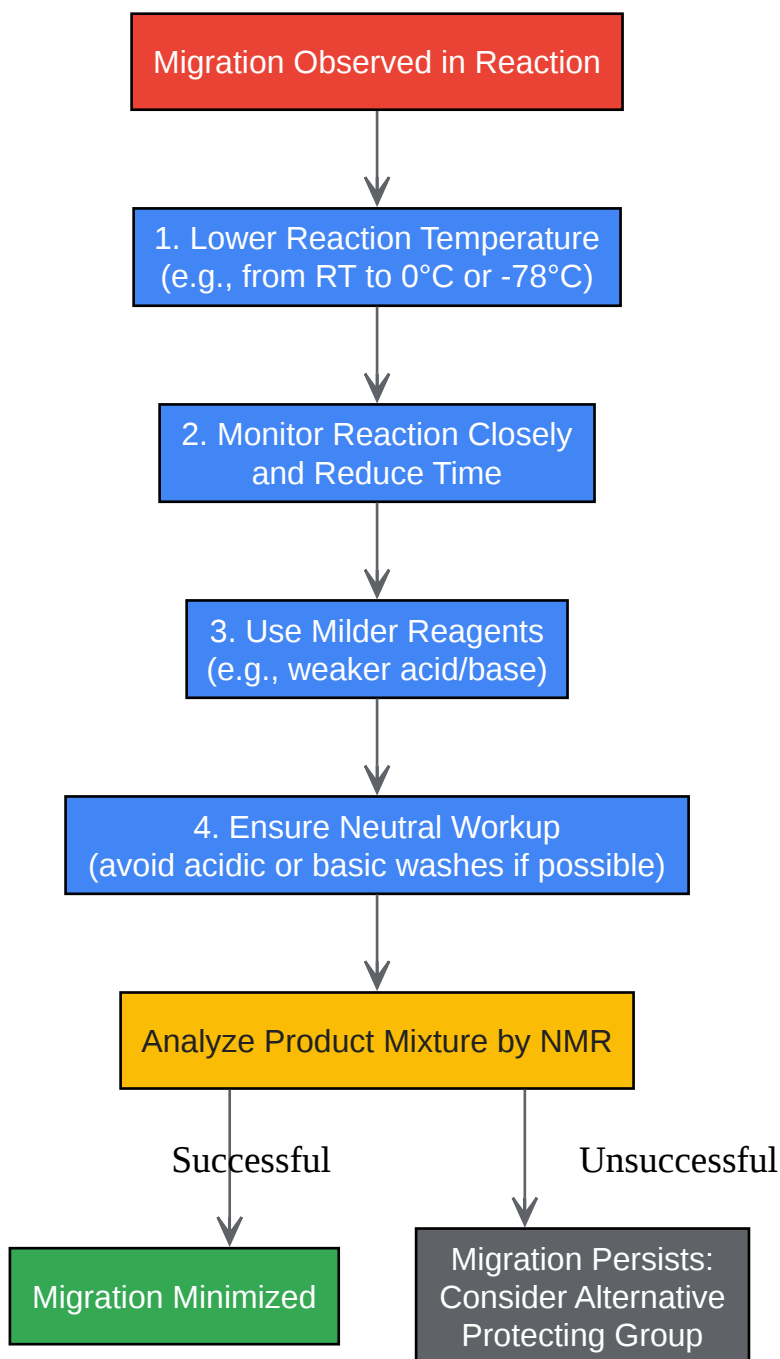 Migration Observed in Reaction
1. Lower Reaction Temperature
(e.g., from RT to 0°C or -78°C)
2. Monitor Reaction Closely
and Reduce Time
3. Use Milder Reagents
(e.g., weaker acid/base)
4. Ensure Neutral Workup
(avoid acidic or basic washes if possible)
Analyze Product Mixture by NMR
Successful
Unsuccessful
Migration Minimized
Migration Persists:
Consider Alternative
Protecting Group